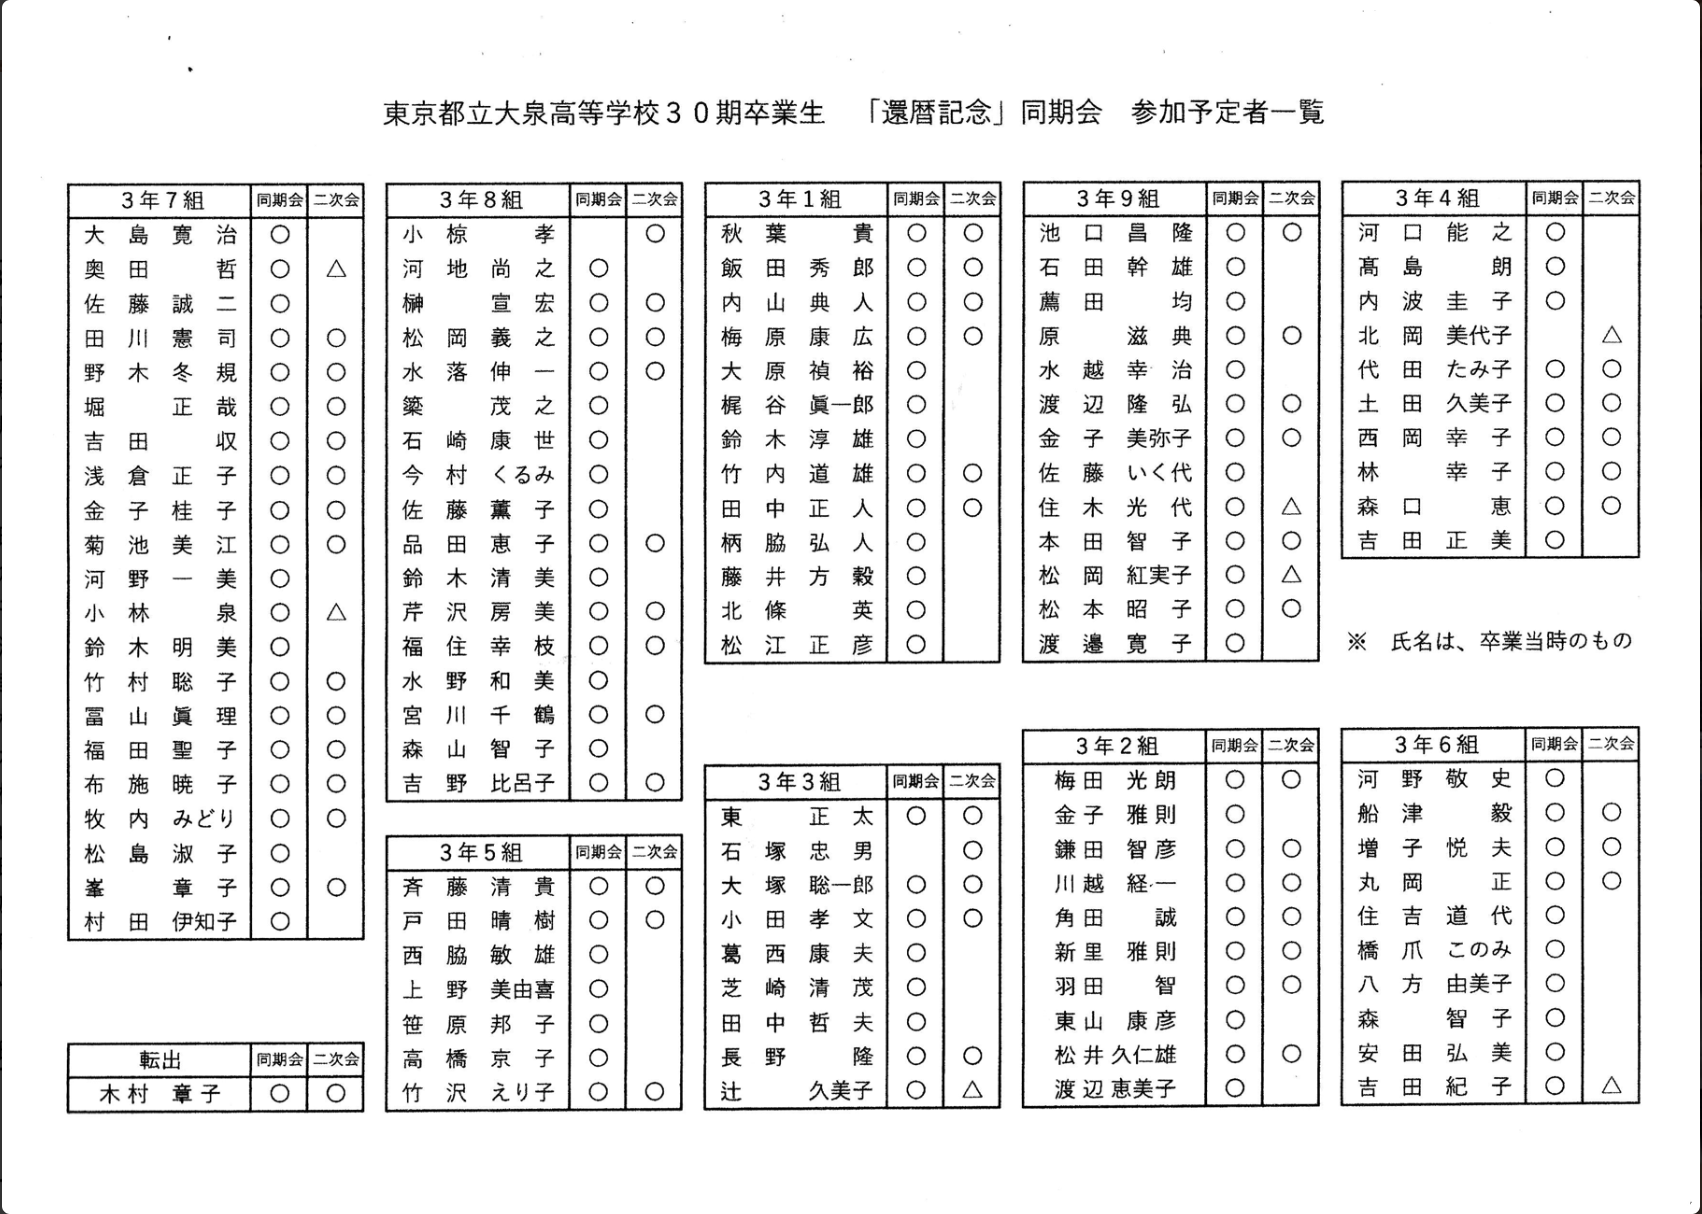 東京都立大泉高等学校３０期卒業生　「還暦記念」同期会　参加予定者一覧
3年7組 同期会 二次会
大島寛治 ○
奥田哲 ○ △
佐藤誠二 ○
田川憲司 ○ ○
野木冬規 ○ ○
堀正哉 ○ ○
吉田収 ○ ○
浅倉正子 ○ ○
金子桂子 ○ ○
菊池美江 ○ ○
河野一美 ○
小林泉 ○ △
鈴木明美 ○
竹村聡子 ○ ○
冨山眞理 ○ ○
福田聖子 ○ ○
布施暁子 ○ ○
牧内みどり ○ ○
松島淑子 ○
峯章子 ○ ○
村田伊知子 ○
転出 同期会 二次会
木村章子 ○ ○
3年8組 同期会 二次会
小椋孝 ○
河地尚之 ○
榊宣宏 ○ ○
松岡義之 ○ ○
水落伸一 ○ ○
簗茂之 ○
石崎康世 ○
今村くるみ ○
佐藤薫子 ○
品田恵子 ○ ○
鈴木清美 ○
芹沢房美 ○ ○
福住幸枝 ○ ○
水野和美 ○
宮川千鶴 ○ ○
森山智子 ○
吉野比呂子 ○ ○
3年5組 同期会 二次会
斉藤清貴 ○ ○
戸田晴樹 ○ ○
西脇敏雄 ○
上野美由喜 ○
笹原邦子 ○
高橋京子 ○
竹沢えり子 ○ ○
3年1組 同期会 二次会
秋葉貴 ○ ○
飯田秀郎 ○ ○
内山典人 ○ ○
梅原康広 ○ ○
大原禎裕 ○
梶谷眞一郎 ○
鈴木淳雄 ○
竹内道雄 ○ ○
田中正人 ○ ○
柄脇弘人 ○
藤井方毅 ○
北條英 ○
松江正彦 ○
3年3組 同期会 二次会
東正太 ○ ○
石塚忠男 ○
大塚聡一郎 ○ ○
小田孝文 ○ ○
葛西康夫 ○
芝崎清茂 ○
田中哲夫 ○
長野隆 ○ ○
辻久美子 ○ △
3年9組 同期会 二次会
池口昌隆 ○ ○
石田幹雄 ○
薦田均 ○
原滋典 ○ ○
水越幸治 ○
渡辺隆弘 ○ ○
金子美弥子 ○ ○
佐藤いく代 ○
住木光代 ○ △
本田智子 ○ ○
松岡紅実子 ○ △
松本昭子 ○ ○
渡邉寛子 ○
3年2組 同期会 二次会
梅田光朗 ○ ○
金子雅則 ○
鎌田智彦 ○ ○
川越経一 ○ ○
角田誠 ○ ○
新里雅則 ○ ○
羽田智 ○ ○
東山康彦 ○
松井久仁雄 ○ ○
渡辺恵美子 ○
3年4組 同期会 二次会
河口能之 ○
髙島朗 ○
内波圭子 ○
北岡美代子 △
代田たみ子 ○ ○
土田久美子 ○ ○
西岡幸子 ○ ○
林幸子 ○ ○
森口恵 ○ ○
吉田正美 ○
※　氏名は、卒業当時のもの
3年6組 同期会 二次会
河野敬史 ○
船津毅 ○ ○
増子悦夫 ○ ○
丸岡正 ○ ○
住吉道代 ○
橋爪このみ ○
八方由美子 ○
森智子 ○
安田弘美 ○
吉田紀子 ○ △